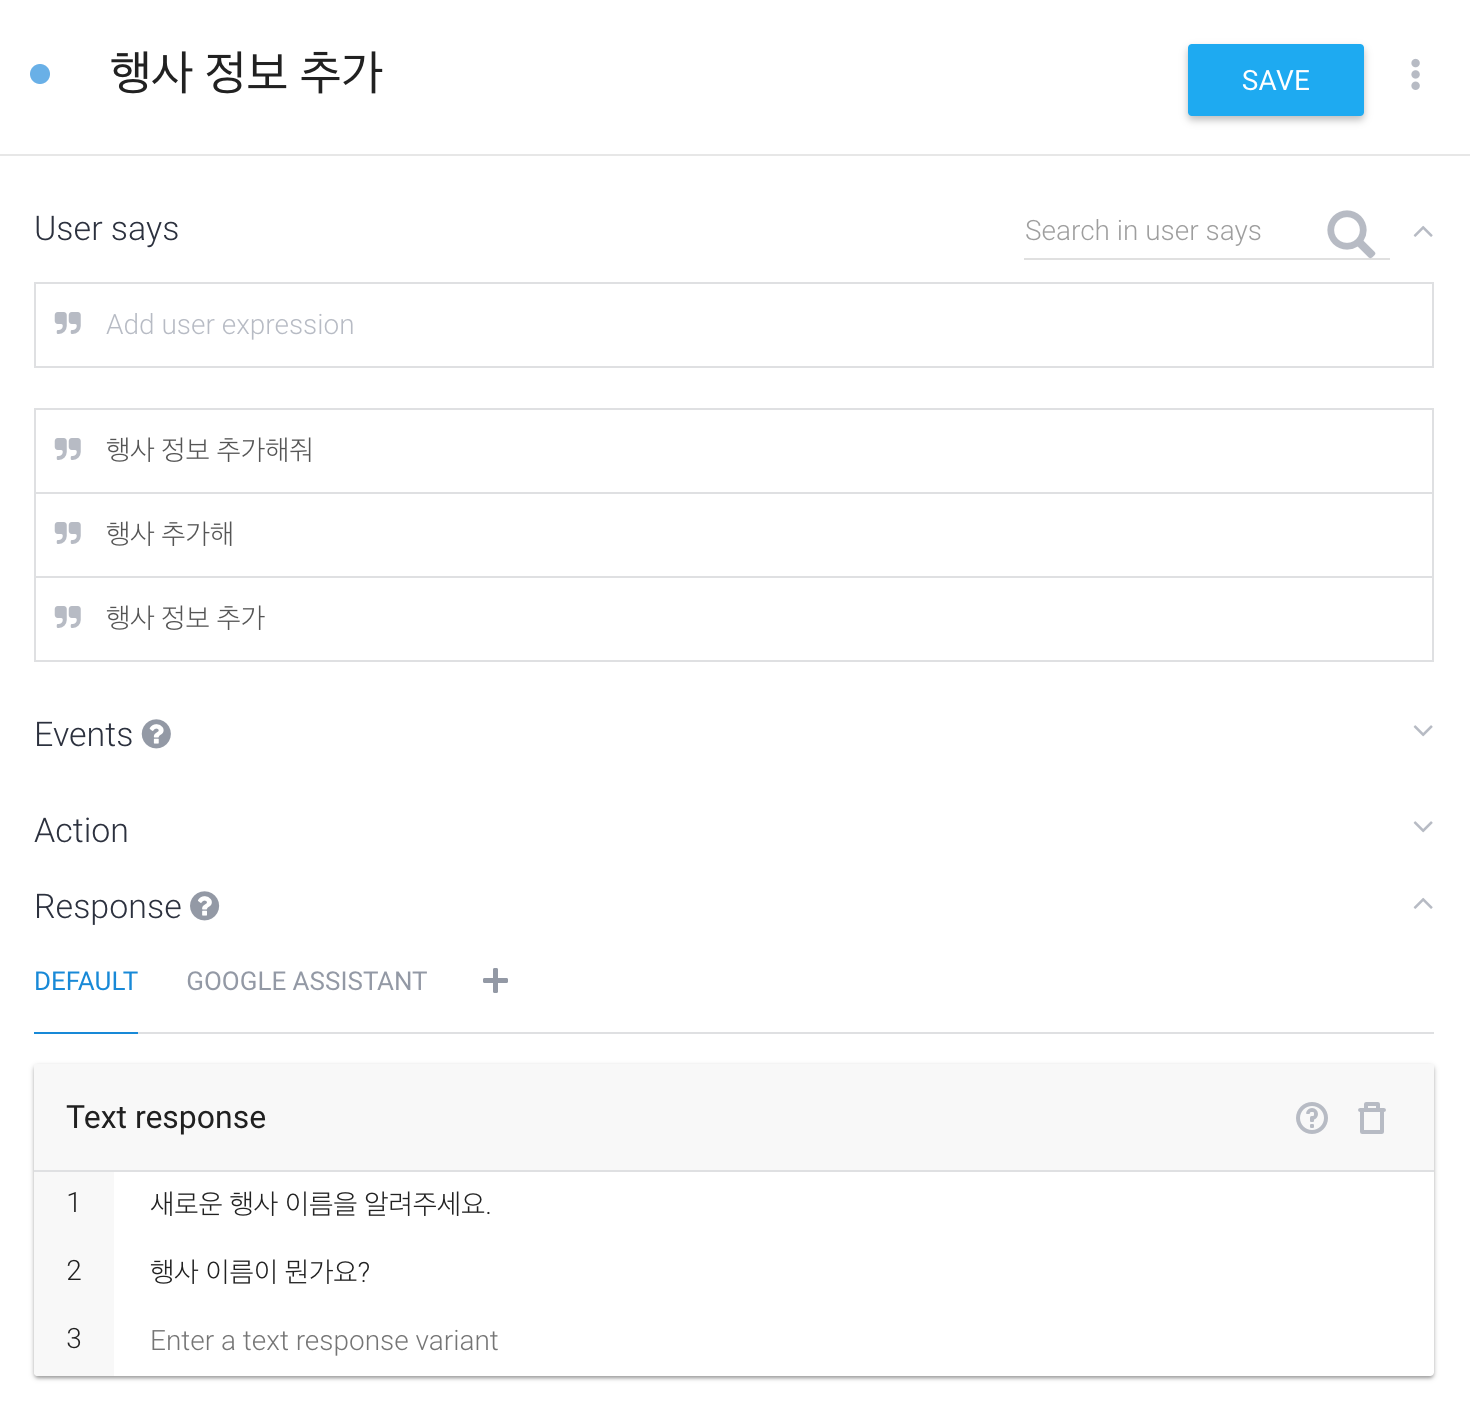 행사 정보 추가
SAVE
User says
Search in user says
Add user expression
행사 정보 추가해줘
행사 추가해
행사 정보 추가
Events
Action
Response
DEFAULT GOOGLE ASSISTANT
Text response
1 새로운 행사 이름을 알려주세요.
2 행사 이름이 뭔가요?
3 Enter a text response variant